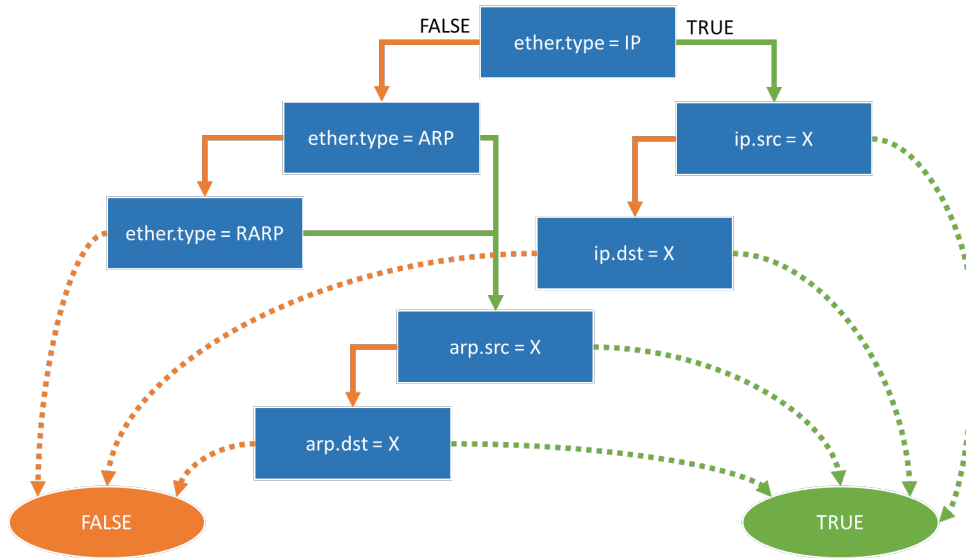 FALSE
ether.type = IP
TRUE
ether.type = ARP
ip.src = X
ether.type = RARP
ip.dst = X
arp.src = X
arp.dst = X
FALSE
TRUE